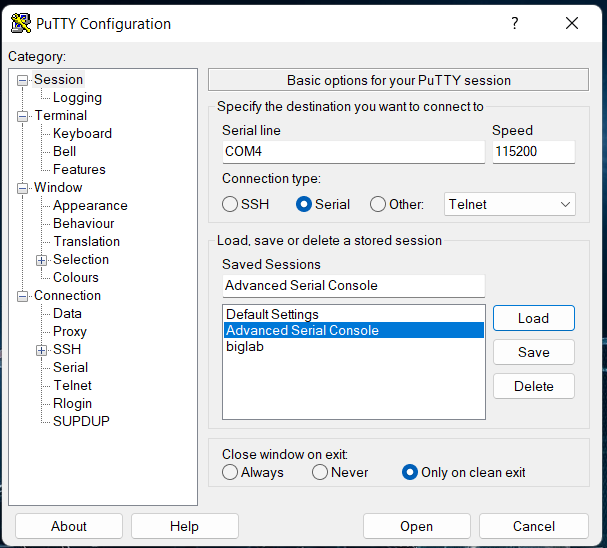 PuTTY Configuration
?
Category:
Session
Logging
Terminal
Keyboard
Bell
Features
Window
Appearance
Behaviour
Translation
Selection
Colours
Connection
Data
Proxy
SSH
Serial
Telnet
Rlogin
SUPDUP
Basic options for your PuTTY session
Specify the destination you want to connect to
Serial line Speed
COM4 115200
Connection type:
SSH Serial Other: Telnet
Load, save or delete a stored session
Saved Sessions
Advanced Serial Console
Default Settings
Advanced Serial Console
biglab
Load
Save
Delete
Close window on exit:
Always Never Only on clean exit
About Help Open Cancel